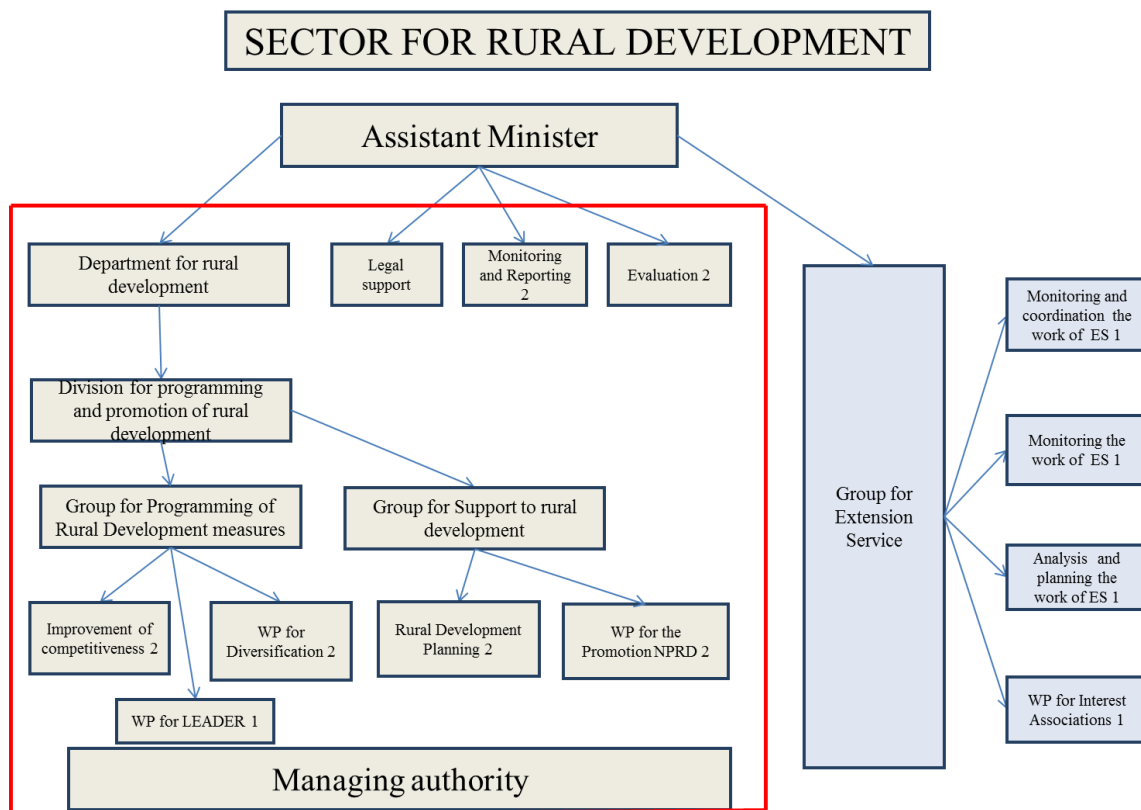 SECTOR FOR RURAL DEVELOPMENT
Assistant Minister
Department for rural
development
Legal
support
Monitoring
and Reporting
2
Evaluation 2
Division for programming
and promotion of rural
development
Group for Programming of
Rural Development measures
Group for Support to rural
development
Improvement of
competitiveness 2
WP for
Diversification 2
Rural Development
Planning 2
WP for the
Promotion NPRD 2
WP for LEADER 1
Managing authority
Group for
Extension
Service
Monitoring and
coordination the
work of ES 1
Monitoring the
work of ES 1
Analysis and
planning the
work of ES 1
WP for Interest
Associations 1